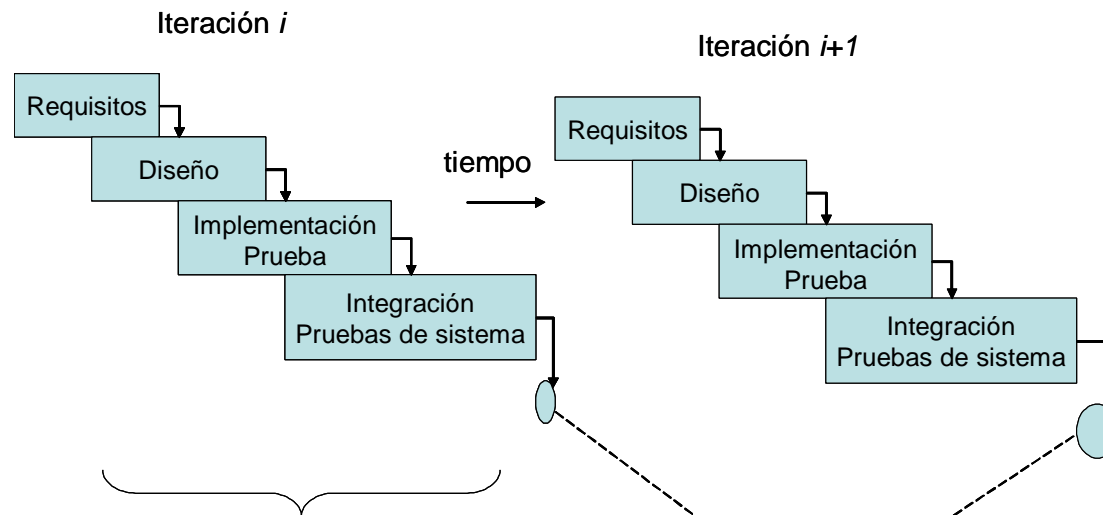 Iteración i
Requisitos
Diseño
Implementación
Prueba
Integración
Pruebas de sistema
tiempo
Iteración i+1
Requisitos
Diseño
Implementación
Prueba
Integración
Pruebas de sistema